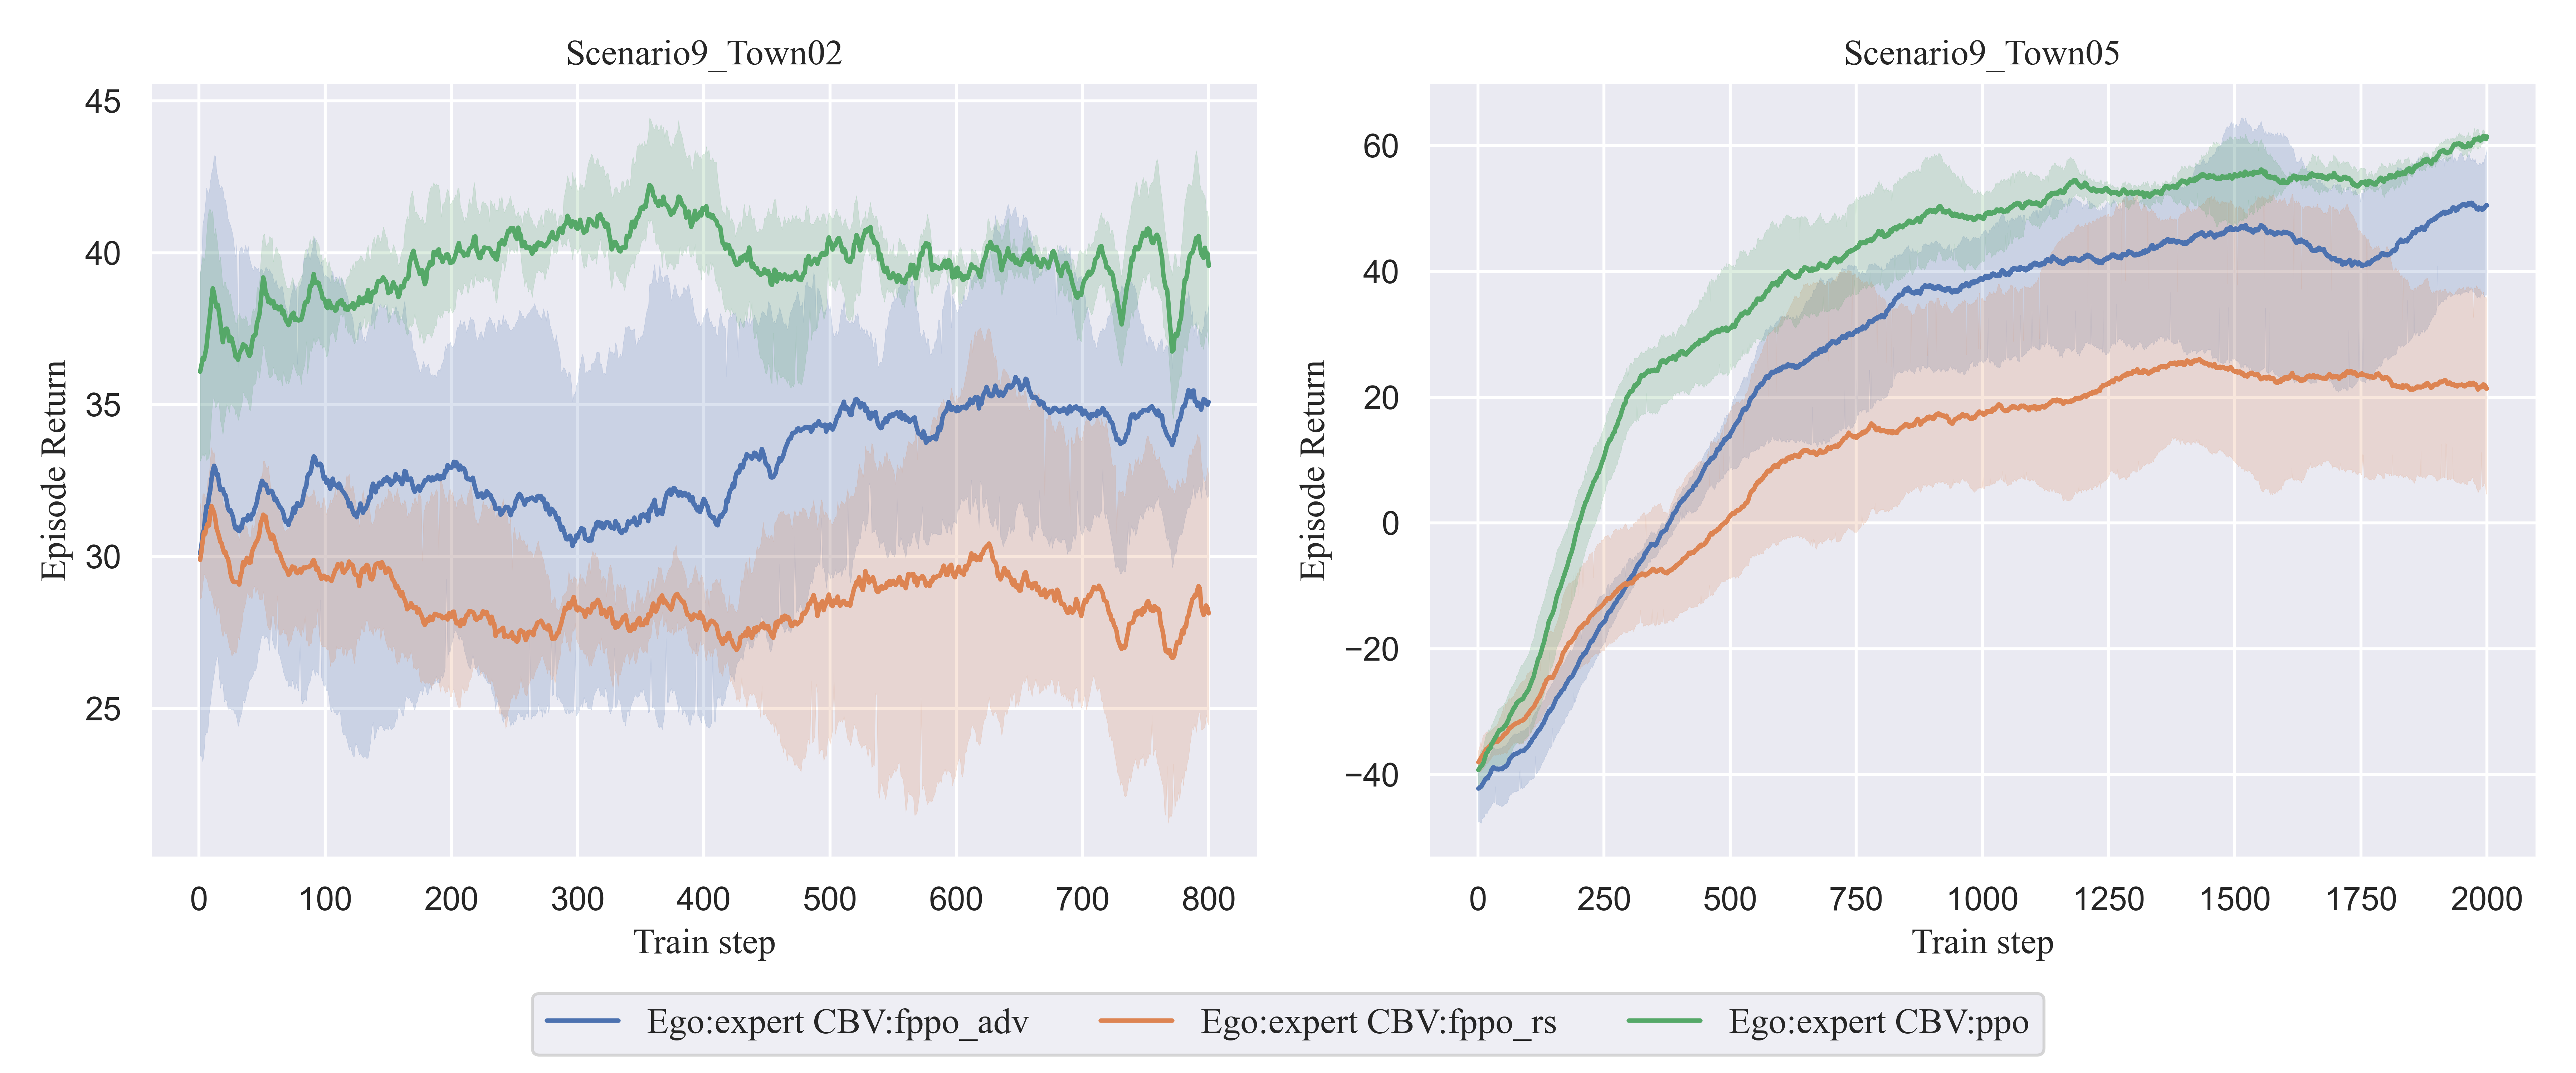 Scenario9_Town02
Scenario9_Town05
Episode Return
45
40
35
30
25
0 100 200 300 400 500 600 700 800
Train step
Episode Return
60
40
20
0
−20
−40
0 250 500 750 1000 1250 1500 1750 2000
Train step
Ego:expert CBV:fppo_adv
Ego:expert CBV:fppo_rs
Ego:expert CBV:ppo